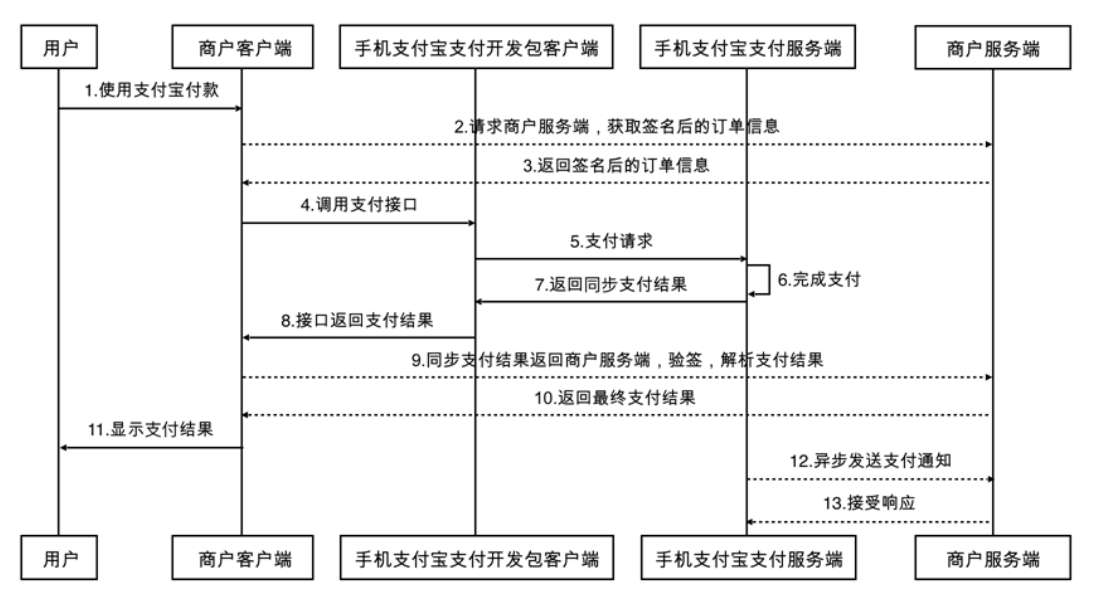 用户
商户客户端
手机支付宝支付开发包客户端
手机支付宝支付服务端
商户服务端
1.使用支付宝付款
2.请求商户服务端，获取签名后的订单信息
3.返回签名后的订单信息
4.调用支付接口
5.支付请求
6.完成支付
7.返回同步支付结果
8.接口返回支付结果
9.同步支付结果返回商户服务端，验签，解析支付结果
10.返回最终支付结果
11.显示支付结果
12.异步发送支付通知
13.接受响应
用户
商户客户端
手机支付宝支付开发包客户端
手机支付宝支付服务端
商户服务端